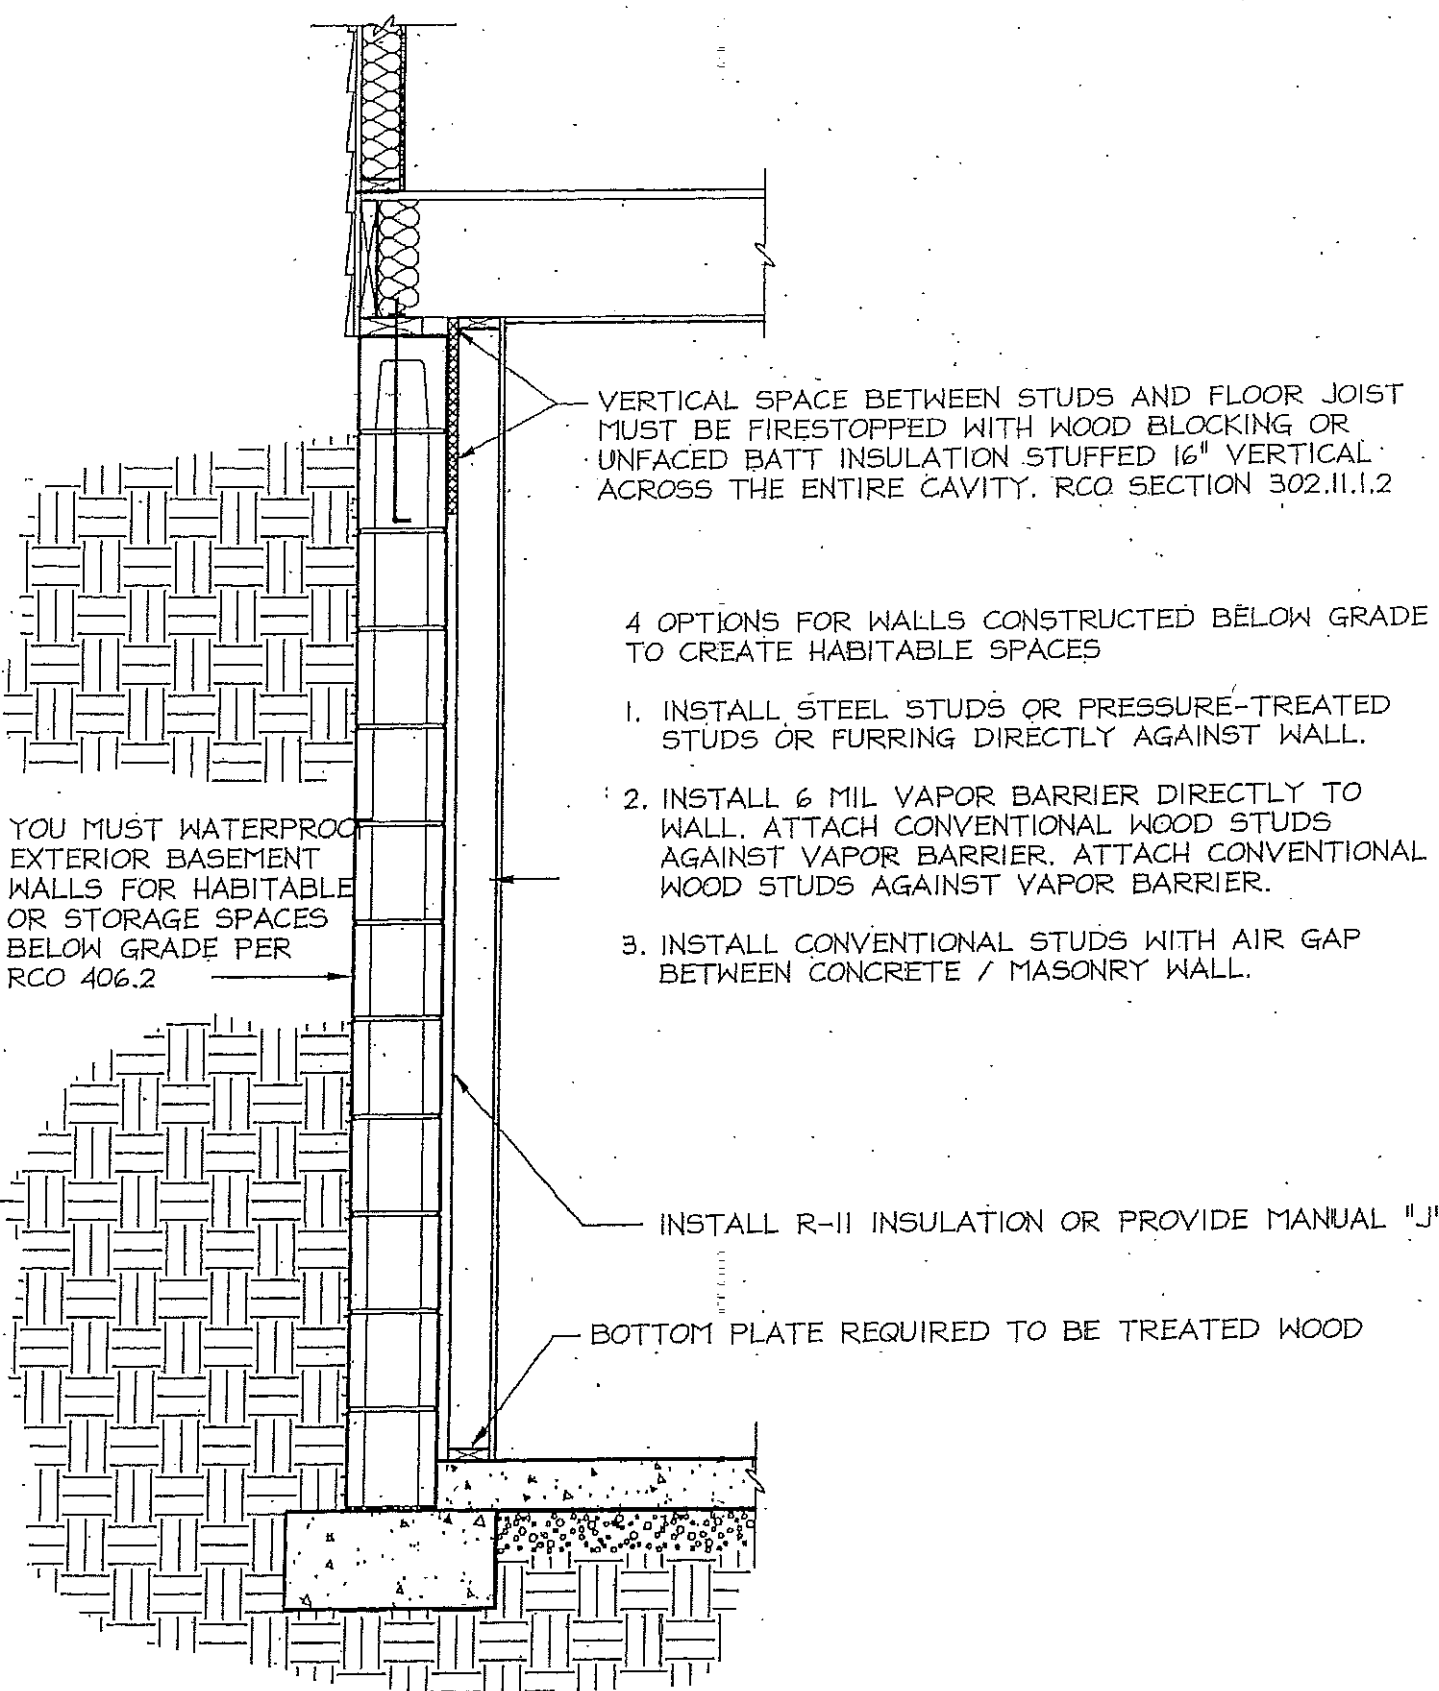 VERTICAL SPACE BETWEEN STUDS AND FLOOR JOIST
MUST BE FIRESTOPPED WITH WOOD BLOCKING OR
UNFACED BATT INSULATION STUFFED 16" VERTICAL
ACROSS THE ENTIRE CAVITY. RCO SECTION 302.11.1.2
4 OPTIONS FOR WALLS CONSTRUCTED BELOW GRADE
TO CREATE HABITABLE SPACES
1. INSTALL STEEL STUDS OR PRESSURE-TREATED
STUDS OR FURRING DIRECTLY AGAINST WALL.
2. INSTALL 6 MIL VAPOR BARRIER DIRECTLY TO
WALL. ATTACH CONVENTIONAL WOOD STUDS
AGAINST VAPOR BARRIER. ATTACH CONVENTIONAL
WOOD STUDS AGAINST VAPOR BARRIER.
3. INSTALL CONVENTIONAL STUDS WITH AIR GAP
BETWEEN CONCRETE / MASONRY WALL.
YOU MUST WATERPROOF
EXTERIOR BASEMENT
WALLS FOR HABITABLE
OR STORAGE SPACES
BELOW GRADE PER
RCO 406.2
INSTALL R-11 INSULATION OR PROVIDE MANUAL "J"
BOTTOM PLATE REQUIRED TO BE TREATED WOOD